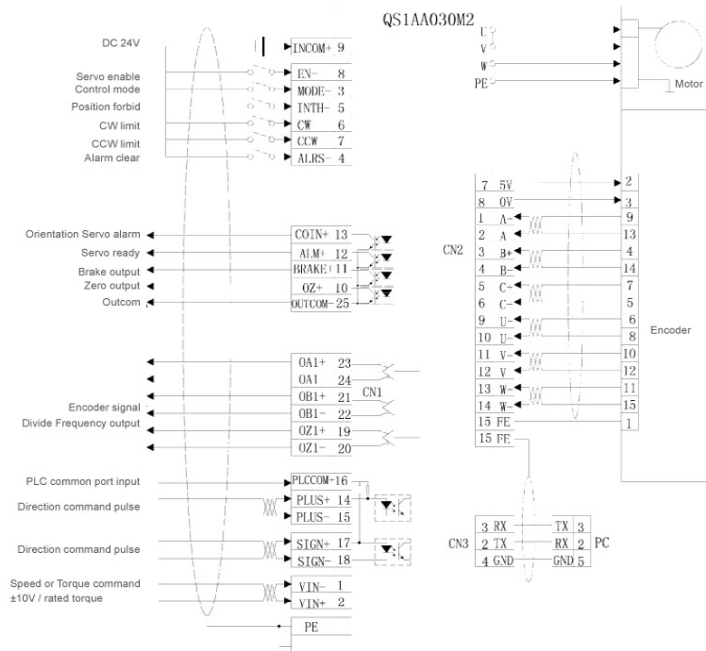 QS1AA030M2
DC 24V
INCOM+ 9
Servo enable
EN- 8
Control mode
MODE- 3
Position forbid
INTH- 5
CW limit
CW 6
CCW limit
CCW 7
Alarm clear
ALRS- 4
U
V
W
PE
Motor
Orientation Servo alarm
COIN+ 13
Servo ready
ALM+ 12
Brake output
BRAKE+ 11
Zero output
OZ+ 10
Outcom
OUTCOM- 25
OA1+ 23
OA1 24
OB1+ 21
CN1
Encoder signal
OB1- 22
Divide Frequency output
OZ1+ 19
OZ1- 20
PLC common port input
PLCCOM+ 16
Direction command pulse
PLUS+ 14
PLUS- 15
Direction command pulse
SIGN+ 17
SIGN- 18
Speed or Torque command
VIN- 1
±10V / rated torque
VIN+ 2
PE
CN2
7 5V 2
8 0V 3
1 A- 9
2 A 13
3 B+ 4
4 B- 14
5 C+ 7
6 C- 5
9 U- 6
10 U- 8
11 V- 10
12 V 12
13 W- 11
14 W- 15
15 FE 1
15 FE
Encoder
CN3
3 RX TX 3
2 TX RX 2
4 GND GND 5
PC